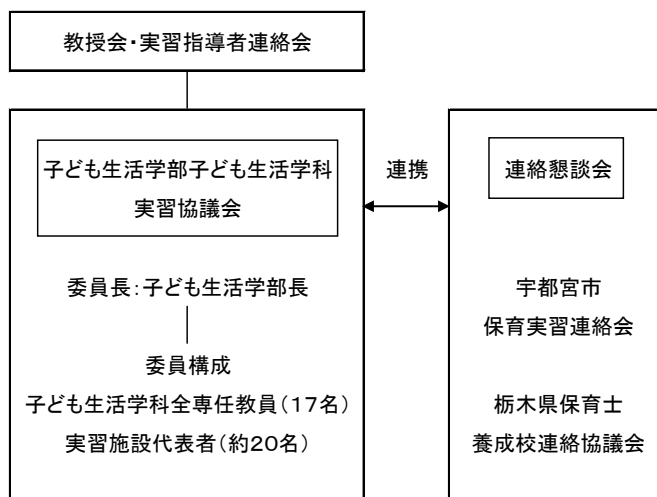 教授会・実習指導者連絡会
子ども生活学部子ども生活学科
実習協議会
委員長：子ども生活学部長
委員構成
子ども生活学科全専任教員（１７名）
実習施設代表者（約２０名）
連携
連絡懇談会
宇都宮市
保育実習連絡会
栃木県保育士
養成校連絡協議会